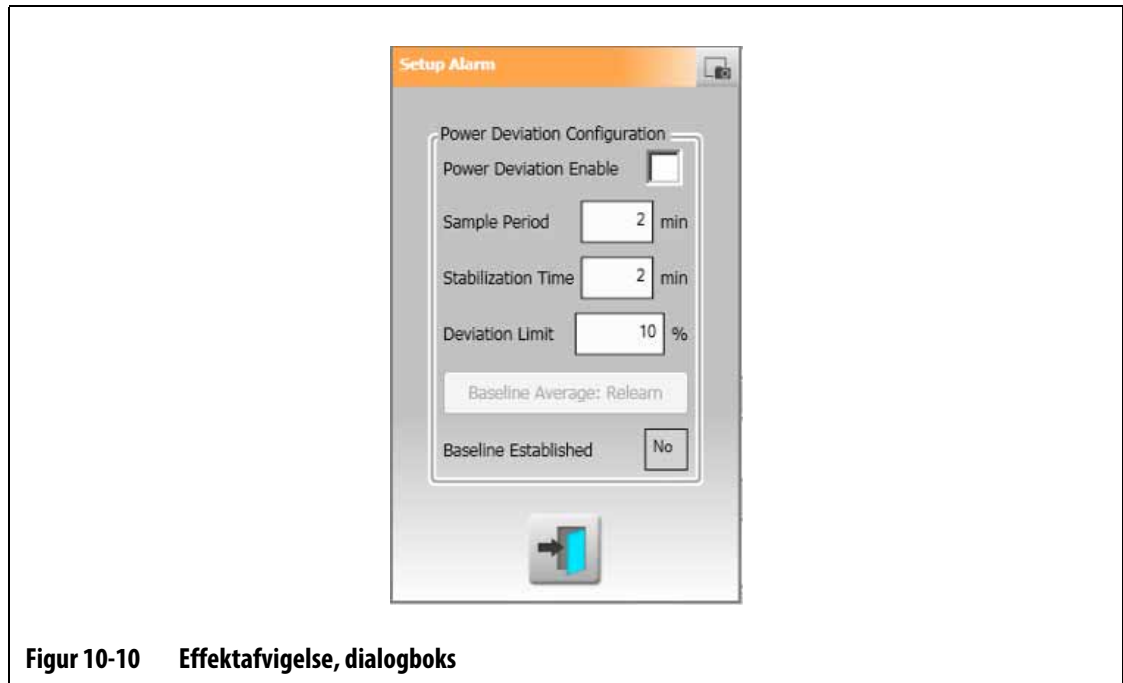 Setup Alarm
Power Deviation Configuration
Power Deviation Enable
Sample Period 2 min
Stabilization Time 2 min
Deviation Limit 10 %
Baseline Average: Relearn
Baseline Established No
Figur 10-10 Effektafvigelse, dialogboks